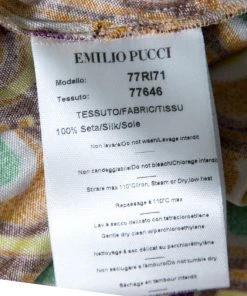 EMILIO PUCCI
Modello: 77RI71
Tessuto: 77646
TESSUTO/FABRIC/TISSU
100% Seta/Silk/Soie
Non lavare/Do not wash/Lavage interdit
Non candeggiare/Do not bleach/Chlorage interdit
Stirare max 110°C/Iron, Steam or Dry, low heat
Repassage à 110°C max
Lavà secco delicato con tetracloroetilene
Gentle dry clean w/perchloroethylene
Nettoyage à sac délicat au perchloréthylène
Non asciugare a tamburo/Do not tumble dry
Séchage en tambour interdit